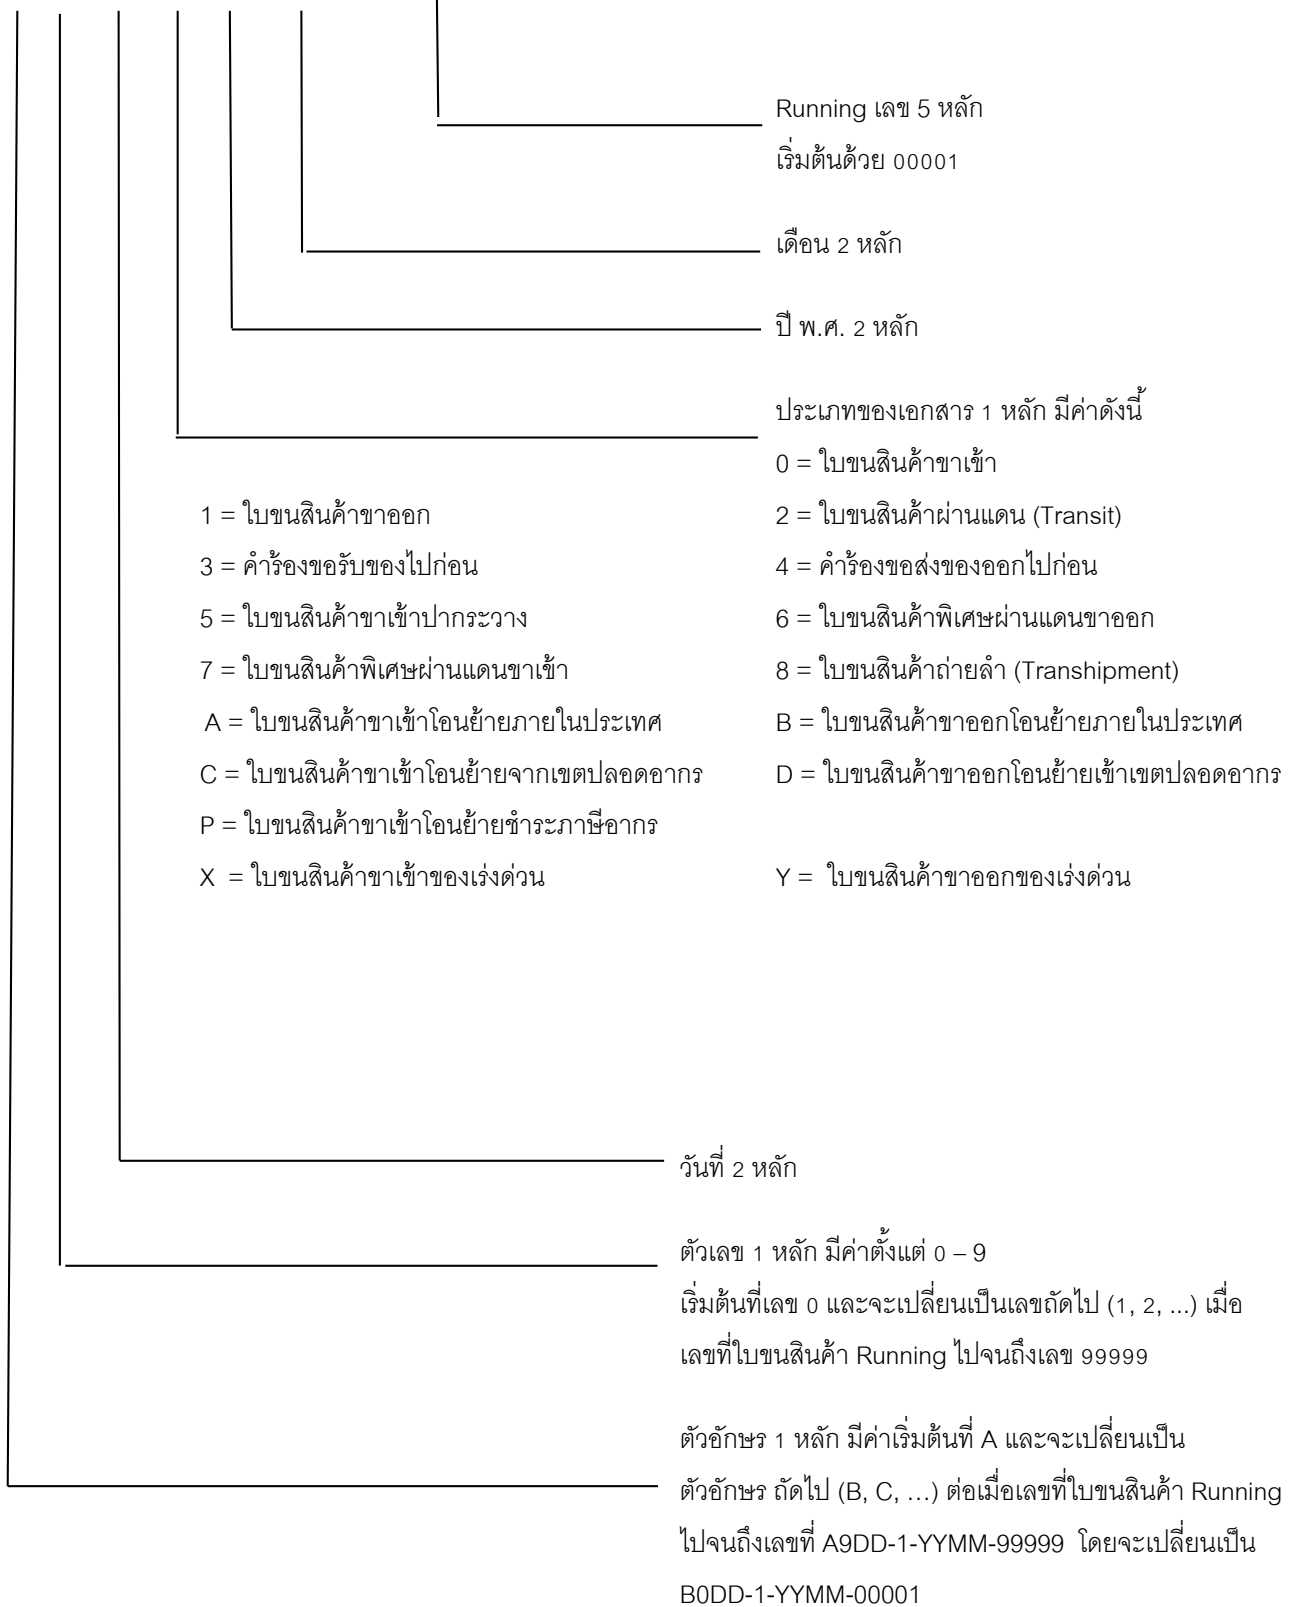 Running เลข 5 หลัก
เริ่มต้นด้วย 00001
เดือน 2 หลัก
ปี พ.ศ. 2 หลัก
ประเภทของเอกสาร 1 หลัก มีค่าดังนี้
0 = ใบขนสินค้าขาเข้า
1 = ใบขนสินค้าขาออก 2 = ใบขนสินค้าผ่านแดน (Transit)
3 = คำร้องขอรับของไปก่อน 4 = คำร้องขอส่งของออกไปก่อน
5 = ใบขนสินค้าขาเข้าปากระวาง 6 = ใบขนสินค้าพิเศษผ่านแดนขาออก
7 = ใบขนสินค้าพิเศษผ่านแดนขาเข้า 8 = ใบขนสินค้าถ่ายลำ (Transhipment)
A = ใบขนสินค้าขาเข้าโอนย้ายภายในประเทศ B = ใบขนสินค้าขาออกโอนย้ายภายในประเทศ
C = ใบขนสินค้าขาเข้าโอนย้ายจากเขตปลอดอากร D = ใบขนสินค้าขาออกโอนย้ายเข้าเขตปลอดอากร
P = ใบขนสินค้าขาเข้าโอนย้ายชำระภาษีอากร
X = ใบขนสินค้าขาเข้าของเร่งด่วน Y = ใบขนสินค้าขาออกของเร่งด่วน
วันที่ 2 หลัก
ตัวเลข 1 หลัก มีค่าตั้งแต่ 0 – 9
เริ่มต้นที่เลข 0 และจะเปลี่ยนเป็นเลขถัดไป (1, 2, ...) เมื่อ
เลขที่ใบขนสินค้า Running ไปจนถึงเลข 99999
ตัวอักษร 1 หลัก มีค่าเริ่มต้นที่ A และจะเปลี่ยนเป็น
ตัวอักษร ถัดไป (B, C, …) ต่อเมื่อเลขที่ใบขนสินค้า Running
ไปจนถึงเลขที่ A9DD-1-YYMM-99999 โดยจะเปลี่ยนเป็น
B0DD-1-YYMM-00001